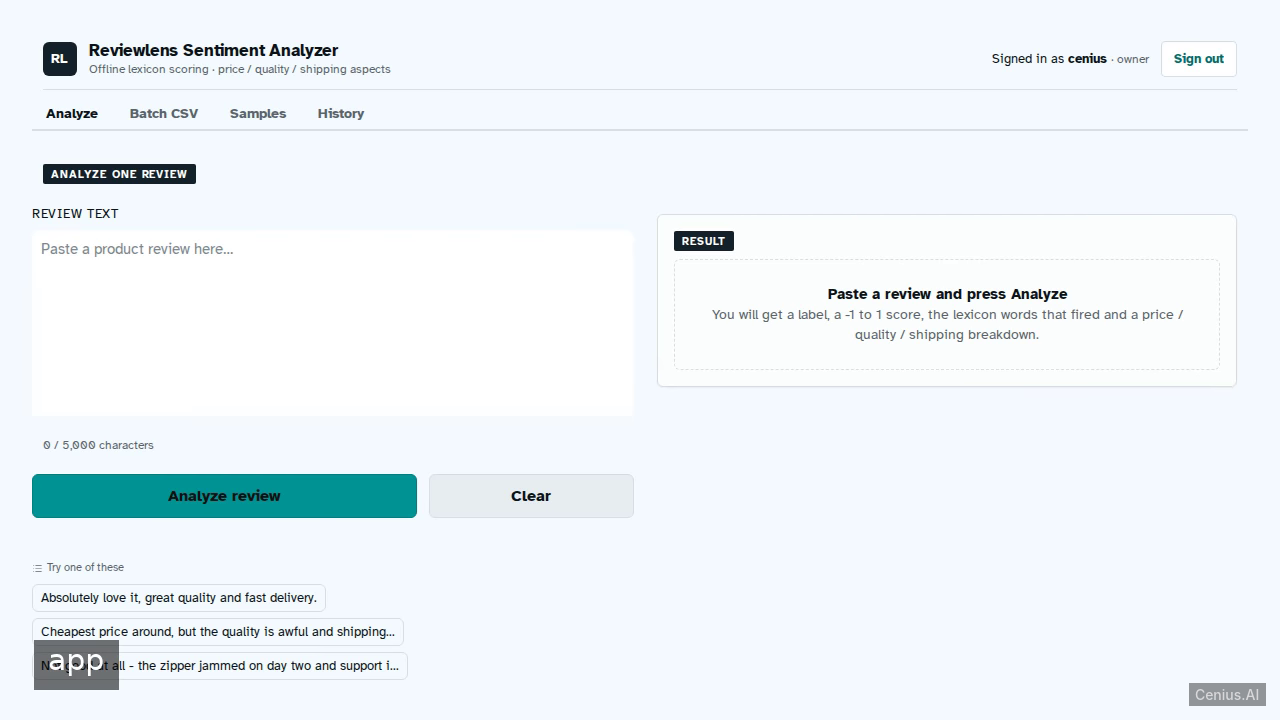 RL
Reviewlens Sentiment Analyzer
Offline lexicon scoring · price / quality / shipping aspects
Signed in as cenius · owner
Sign out
Analyze
Batch CSV
Samples
History
ANALYZE ONE REVIEW
REVIEW TEXT
Paste a product review here...
0 / 5,000 characters
Analyze review
Clear
RESULT
Paste a review and press Analyze
You will get a label, a -1 to 1 score, the lexicon words that fired and a price /
quality / shipping breakdown.
Try one of these
Absolutely love it, great quality and fast delivery.
Cheapest price around, but the quality is awful and shipping...
all - the zipper jammed on day two and support i...
app
Cenius.AI